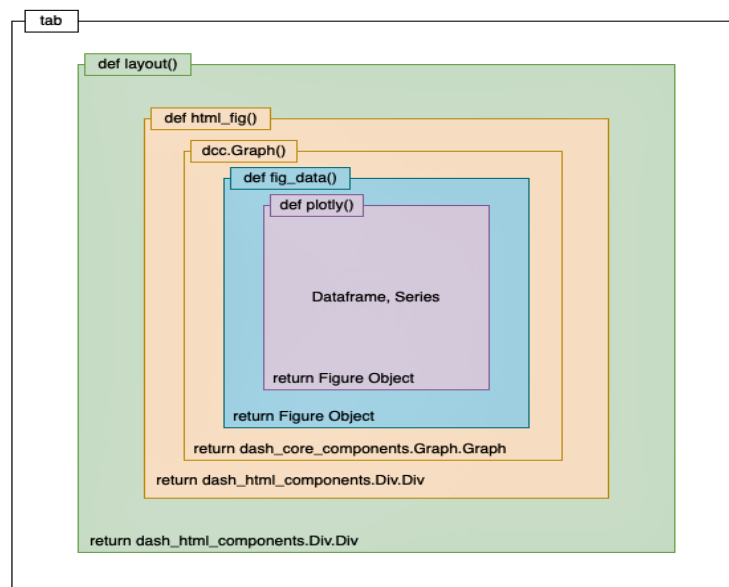 tab
def layout()
def html_fig()
dcc.Graph()
def fig_data()
def plotly()
Dataframe, Series
return Figure Object
return Figure Object
return dash_core_components.Graph.Graph
return dash_html_components.Div.Div
return dash_html_components.Div.Div